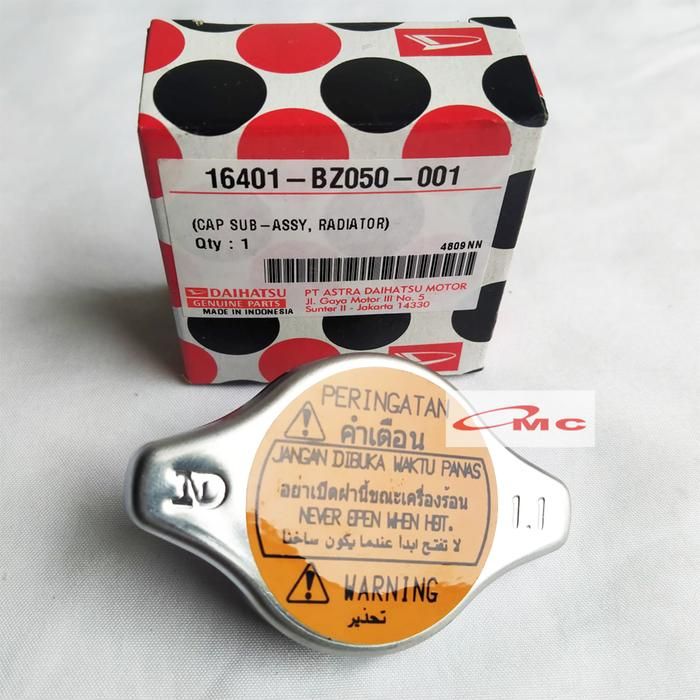 16401-BZ050-001
(CAP SUB-ASSY, RADIATOR)
Qty : 1
4809NN
DAIHATSU
GENUINE PARTS
MADE IN INDONESIA
PT ASTRA DAIHATSU MOTOR
Jl. Gaya Motor III No. 5
Sunter II - Jakarta 14330
PERINGATAN
คำเตือน
JANGAN DIBUKA WAKTU PANAS
อย่าเปิดฝานี้ขณะเครื่องร้อน
NEVER OPEN WHEN HOT.
لا تفتح ابدا عندما يكون ساخنا
WARNING
تحذير
N
1.1
MC